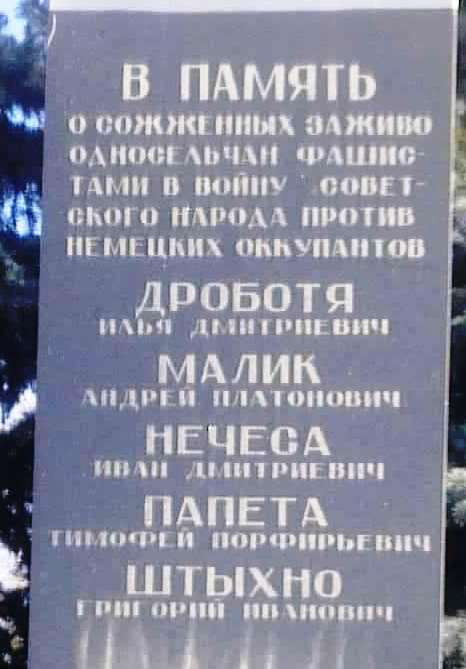 В ПАМЯТЬ
О СОЖЖЕННЫХ ЗАЖИВО
ОДНОСЕЛЬЧАН ФАШИС-
ТАМИ В ВОЙНУ СОВЕТ-
СКОГО НАРОДА ПРОТИВ
НЕМЕЦКИХ ОККУПАНТОВ
ДРОБОТЯ
ИЛЬЯ ДМИТРИЕВИЧ
МАЛИК
АНДРЕЙ ПЛАТОНОВИЧ
НЕЧЕСА
ИВАН ДМИТРИЕВИЧ
ПАПЕТА
ТИМОФЕЙ ПОРФИРЬЕВИЧ
ШТЫХНО
ГРИГОРИЙ ИВАНОВИЧ